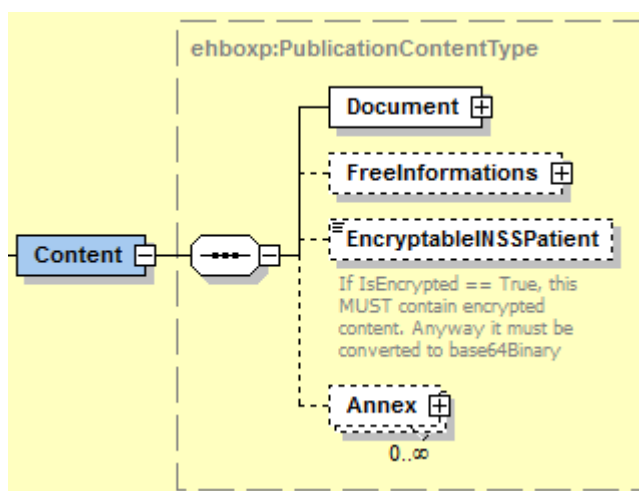 ehboxp:PublicationContentType
Document
FreeInformations
Content
EncryptableINSSPatient
If IsEncrypted == True, this
MUST contain encrypted
content. Anyway it must be
converted to base64Binary
Annex
0..∞